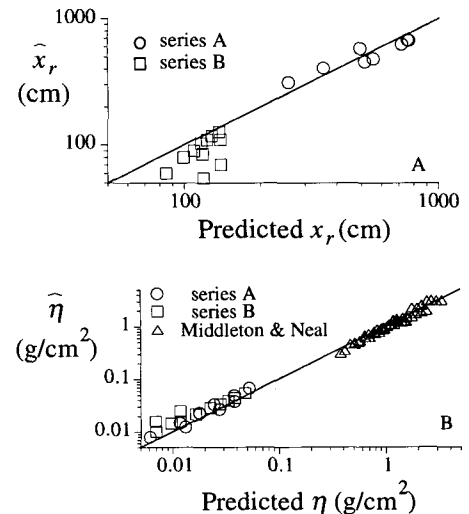 1000
x̂r
(cm)
series A
series B
100
A
100
1000
Predicted xr (cm)
η̂
(g/cm2)
series A
series B
Middleton & Neal
1
0.1
0.01
B
0.01
0.1
1
Predicted η (g/cm2)